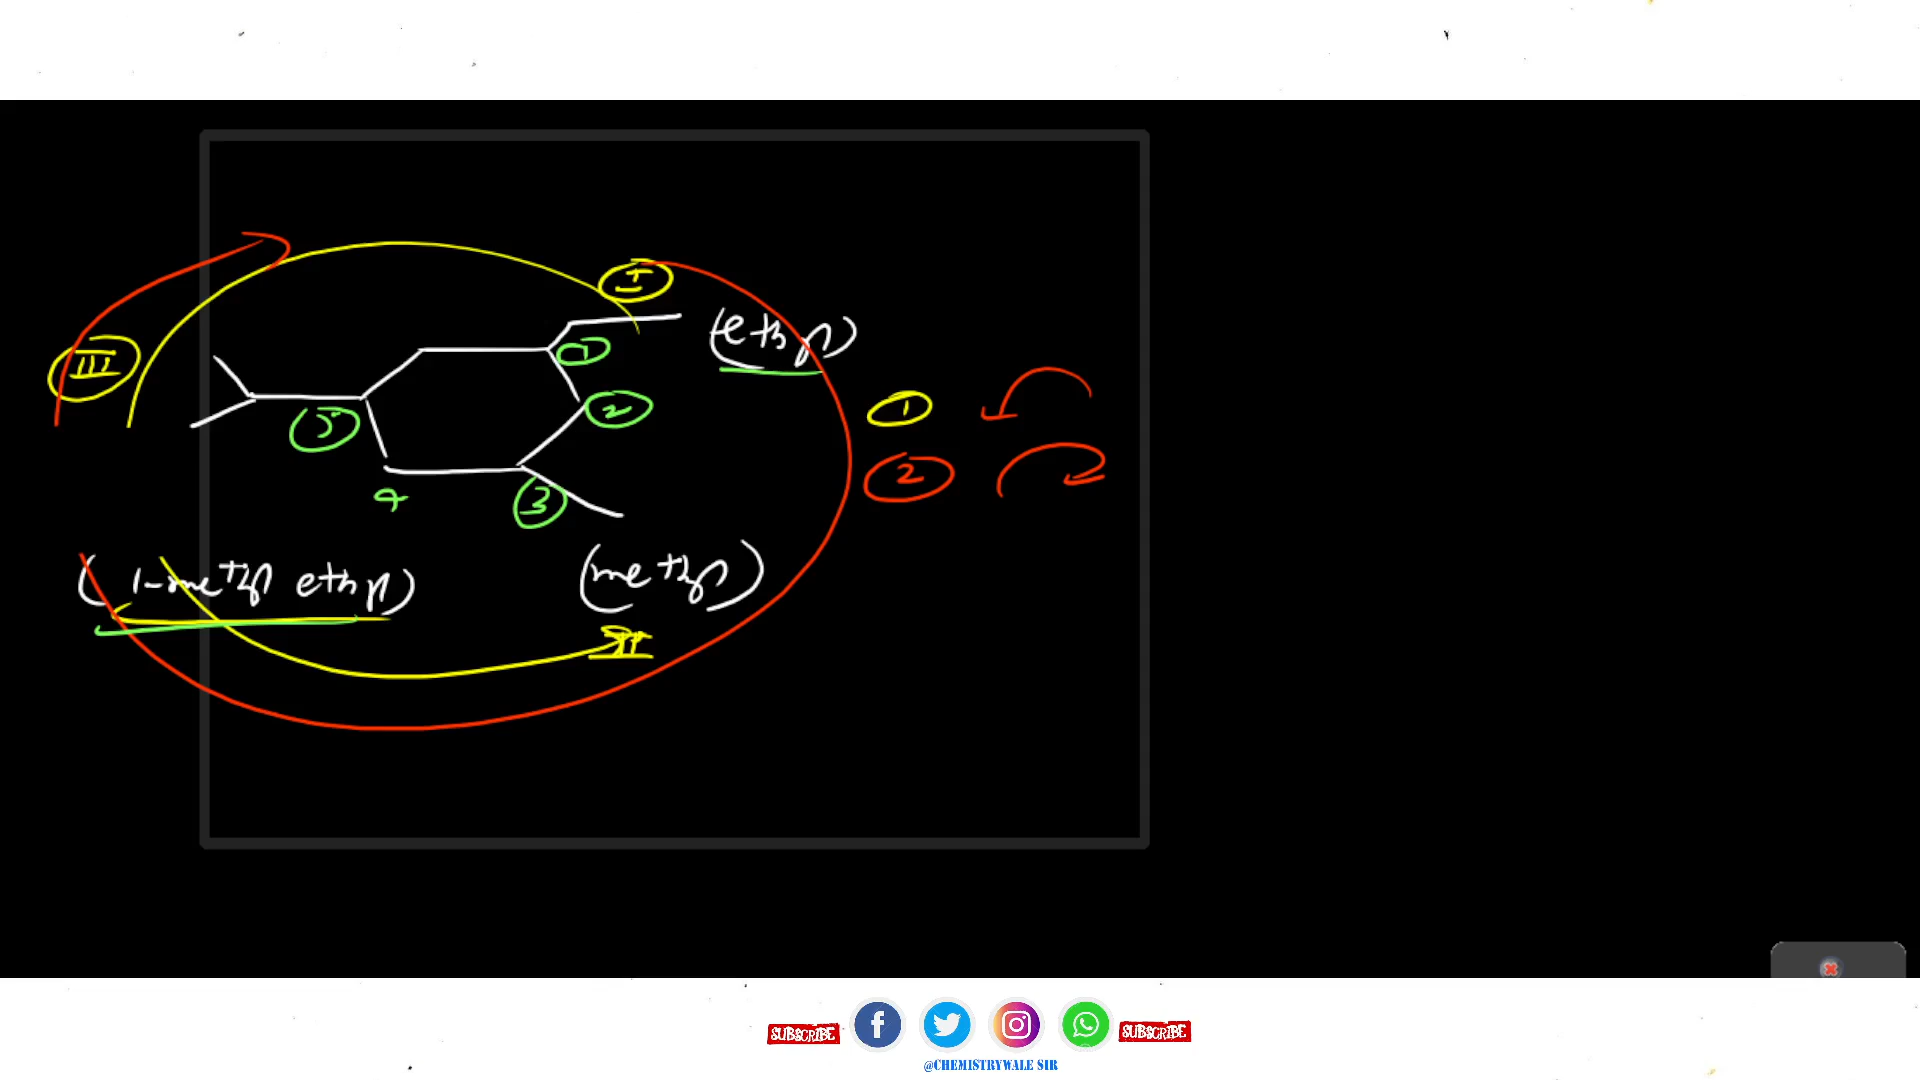 I
(ethyl)
III
1
1
2
5
2
4
3
(1-methyl ethyl)
(methyl)
II
SUBSCRIBE
SUBSCRIBE
@CHEMISTRYWALE SIR